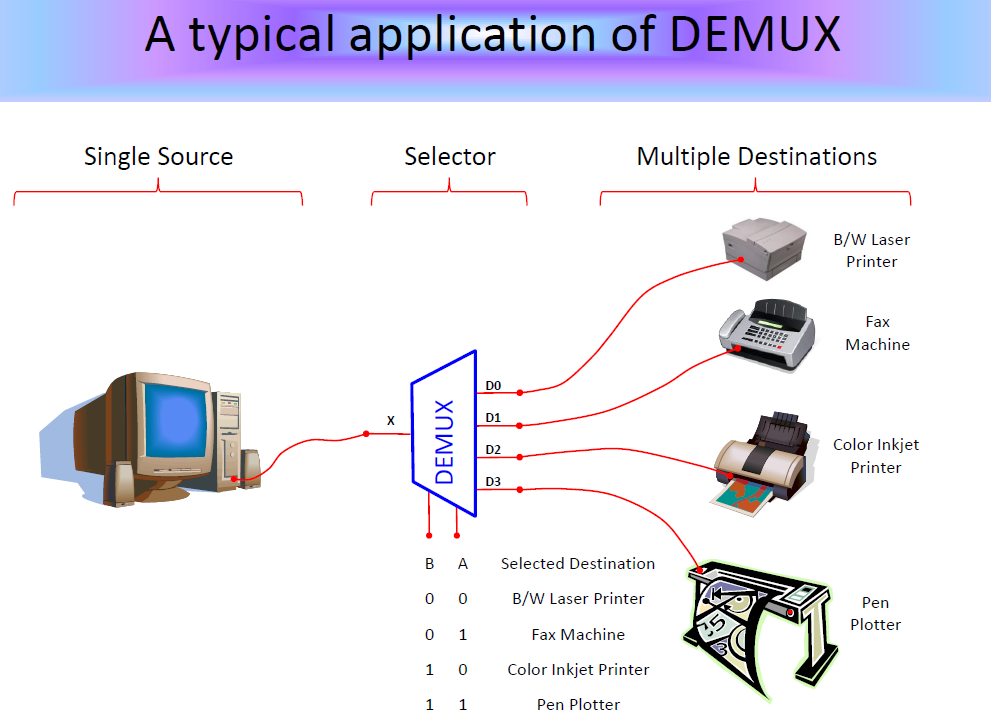 A typical application of DEMUX
Single Source
Selector
Multiple Destinations
B/W Laser
Printer
Fax
Machine
Color Inkjet
Printer
Pen
Plotter
X
DEMUX
D0
D1
D2
D3
B A Selected Destination
0 0 B/W Laser Printer
0 1 Fax Machine
1 0 Color Inkjet Printer
1 1 Pen Plotter